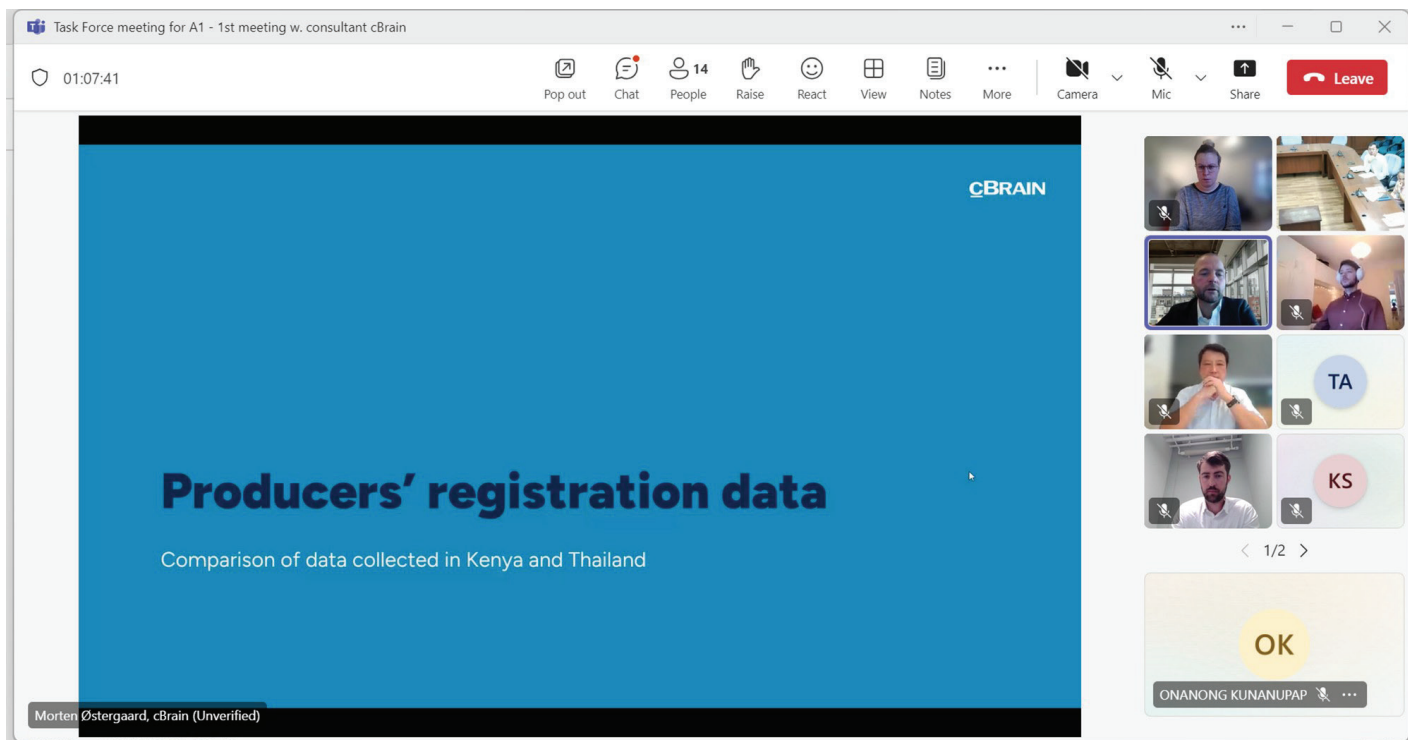 Task Force meeting for A1 - 1st meeting w. consultant cBrain
01:07:41
Pop out
Chat
14
People
Raise
React
View
Notes
More
Camera
Mic
Share
Leave
CBRAIN
Producers’ registration data
Comparison of data collected in Kenya and Thailand
Morten Østergaard, cBrain (Unverified)
TA
KS
1/2
OK
ONANONG KUNANUPAP